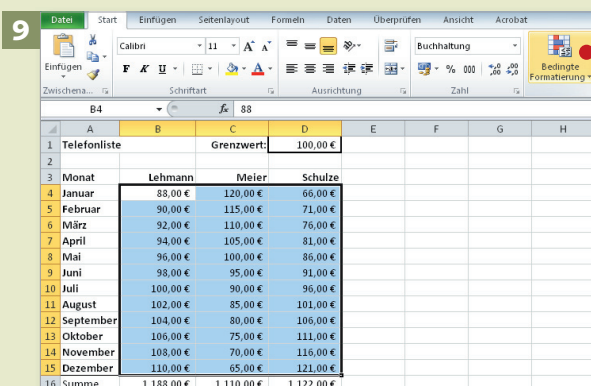 9
Datei Start Einfügen Seitenlayout Formeln Daten Überprüfen Ansicht Acrobat
Calibri 11 A A
Einfügen F K U A Buchhaltung % 000 Bedingte Formatierung
Zwischena... Schriftart Ausrichtung Zahl
B4 fx 88
A B C D E F G H
1 Telefonliste Grenzwert: 100,00 €
2
3 Monat Lehmann Meier Schulze
4 Januar 88,00 € 120,00 € 66,00 €
5 Februar 90,00 € 115,00 € 71,00 €
6 März 92,00 € 110,00 € 76,00 €
7 April 94,00 € 105,00 € 81,00 €
8 Mai 96,00 € 100,00 € 86,00 €
9 Juni 98,00 € 95,00 € 91,00 €
10 Juli 100,00 € 90,00 € 96,00 €
11 August 102,00 € 85,00 € 101,00 €
12 September 104,00 € 80,00 € 106,00 €
13 Oktober 106,00 € 75,00 € 111,00 €
14 November 108,00 € 70,00 € 116,00 €
15 Dezember 110,00 € 65,00 € 121,00 €
16 Summe 1.188,00 € 1.110,00 € 1.122,00 €